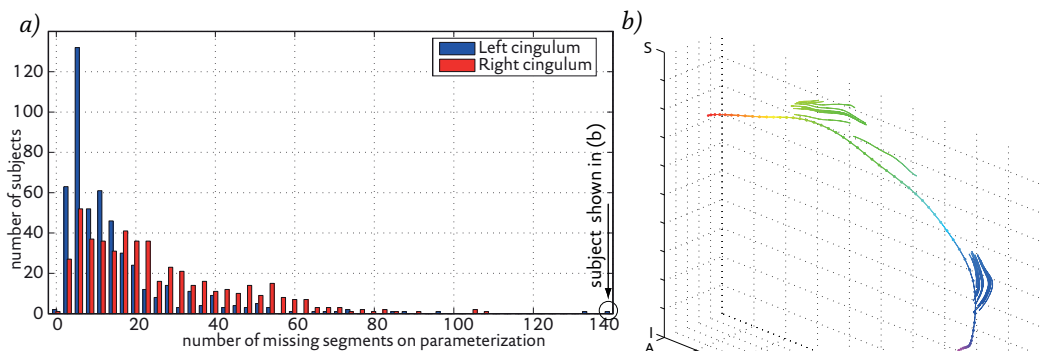 a)
Left cingulum
Right cingulum
number of subjects
120
100
80
60
40
20
0
0 20 40 60 80 100 120 140
number of missing segments on parameterization
subject shown in (b)
b)
S
I
A